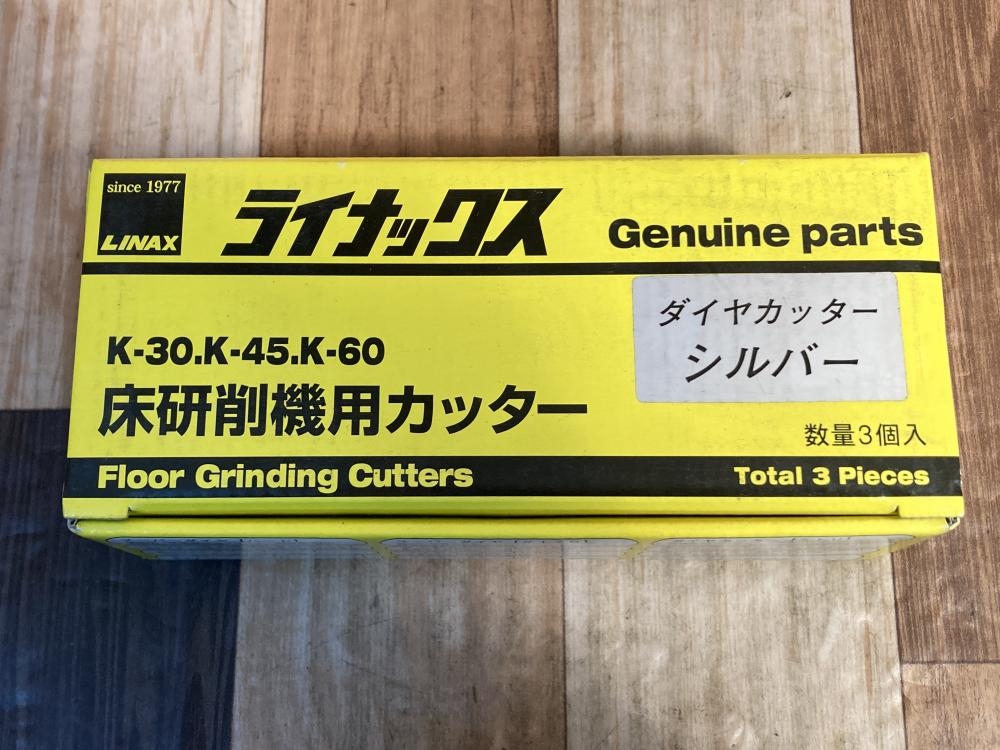 since 1977
LINAX
ライナックス
Genuine parts
ダイヤカッター
シルバー
K-30.K-45.K-60
床研削機用カッター
数量3個入
Floor Grinding Cutters
Total 3 Pieces